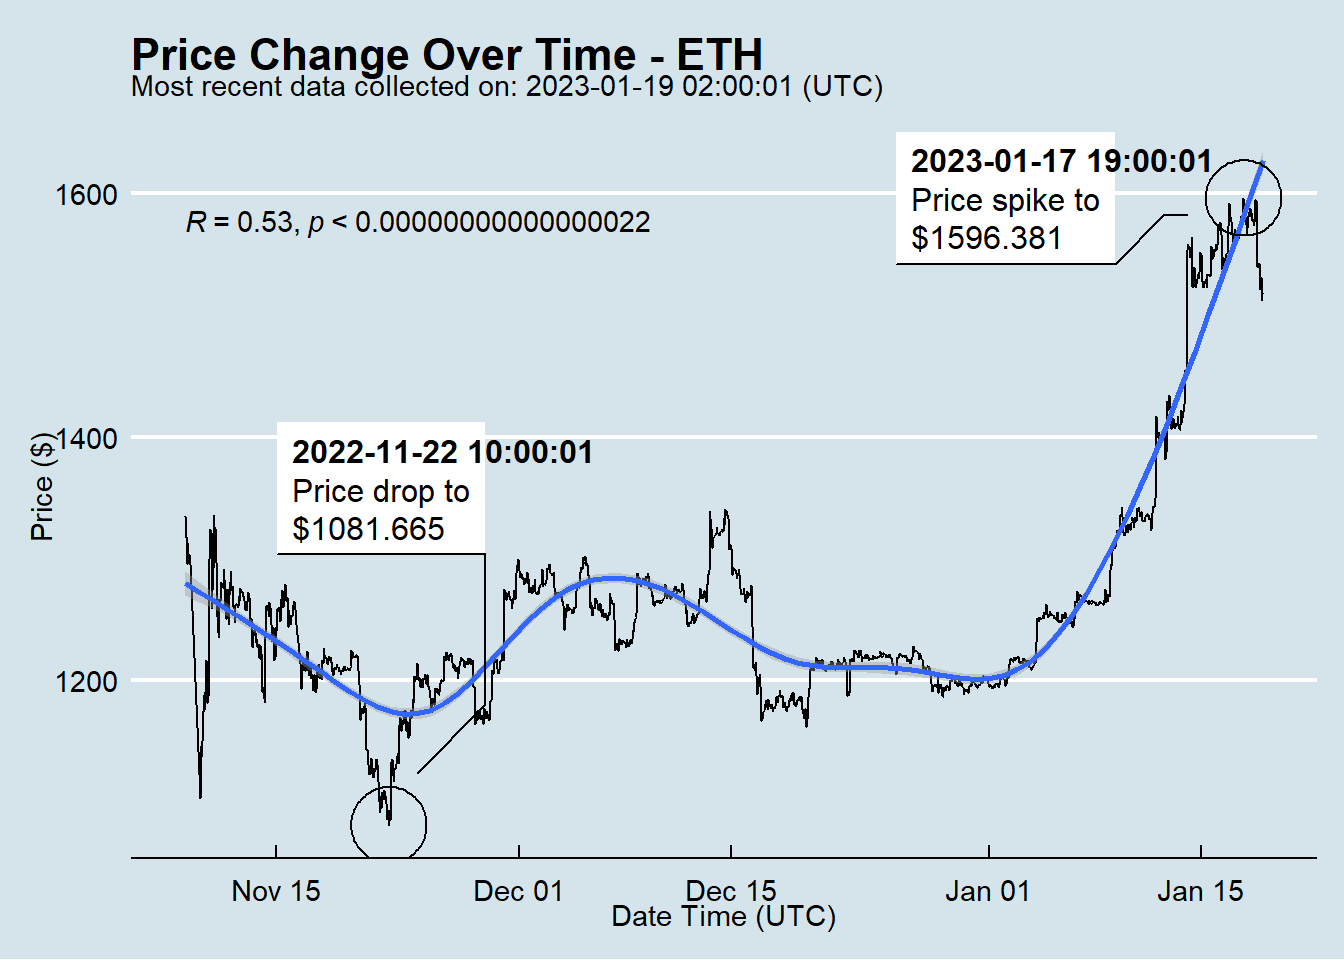 Price Change Over Time - ETH
Most recent data collected on: 2023-01-19 02:00:01 (UTC)
2023-01-17 19:00:01
Price spike to
$1596.381
R = 0.53, p < 0.00000000000000022
2022-11-22 10:00:01
Price drop to
$1081.665
Price ($)
1600
1400
1200
Nov 15 Dec 01 Dec 15 Jan 01 Jan 15
Date Time (UTC)